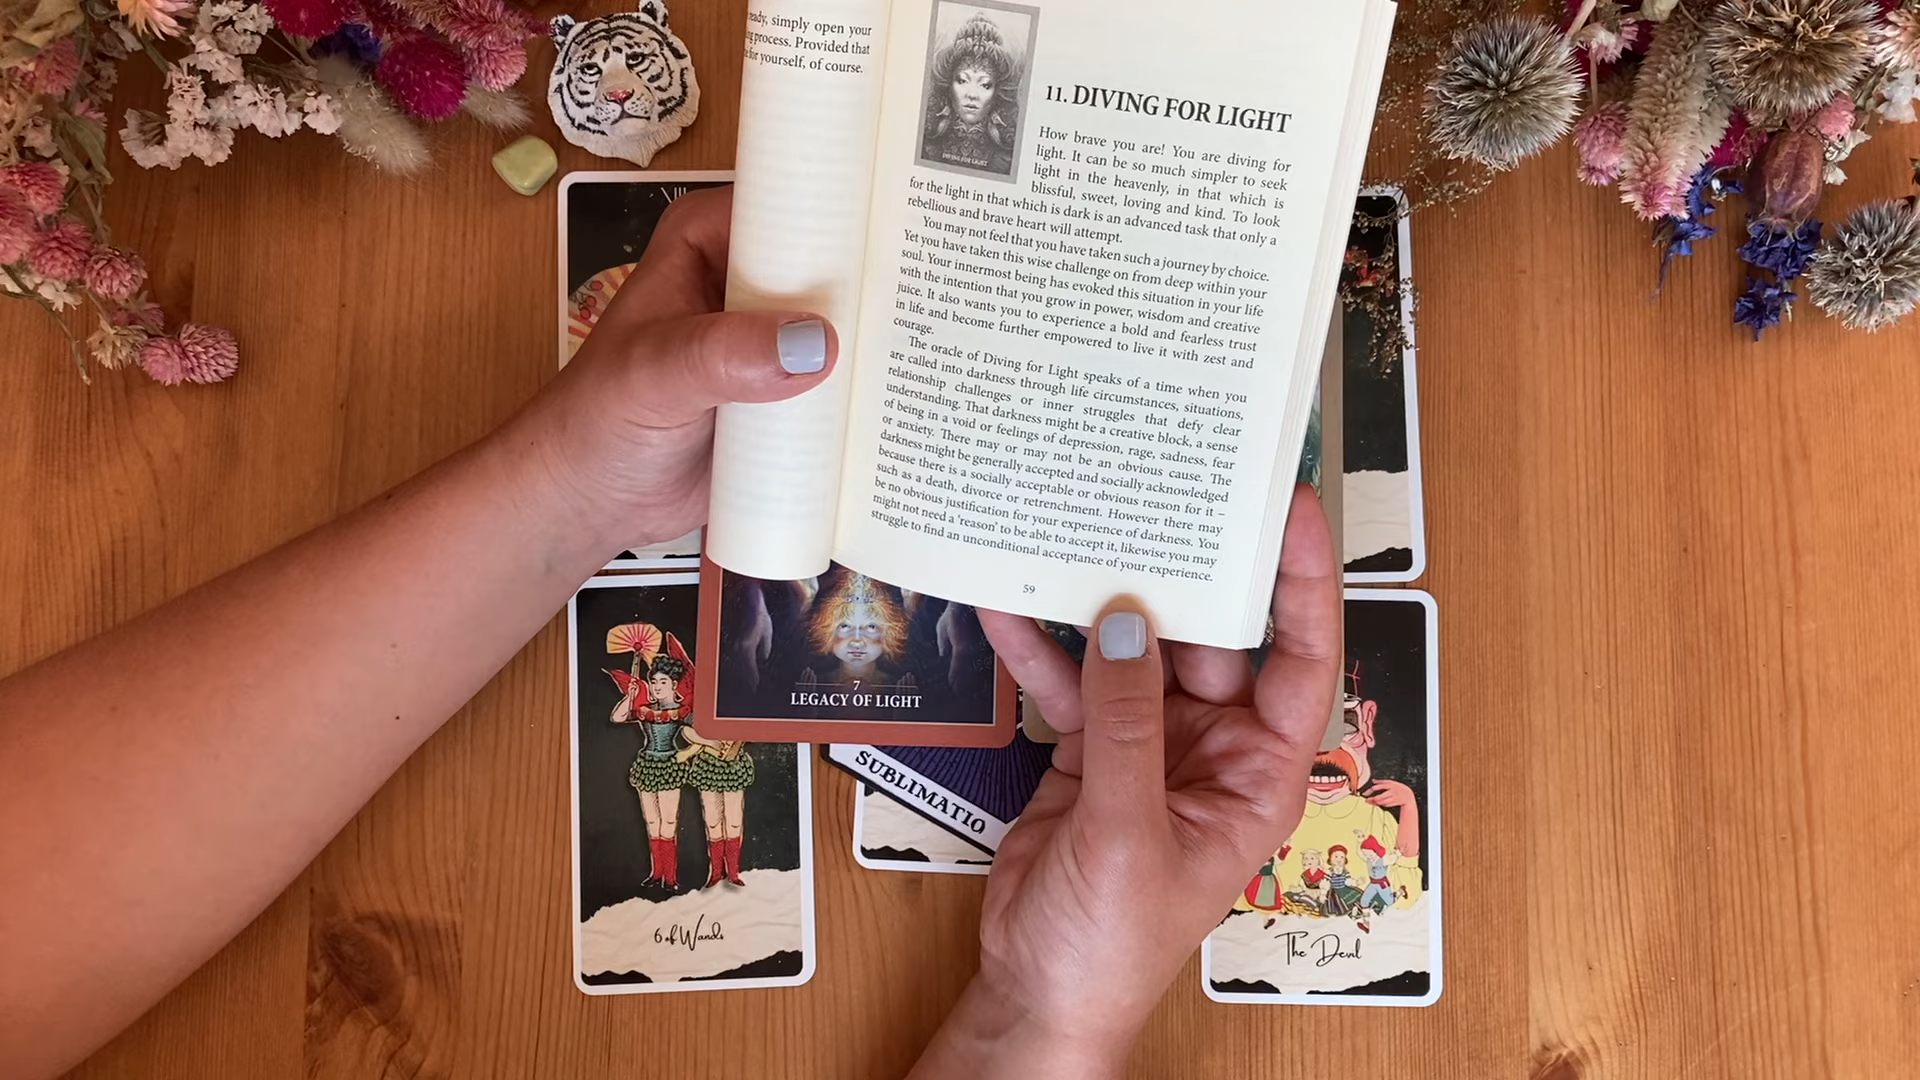 ready, simply open your
process. Provided that
for yourself, of course.
DIVING FOR LIGHT
11. DIVING FOR LIGHT
How brave you are! You are diving for
light. It can be so much simpler to seek
light in the heavenly, in that which is
blissful, sweet, loving and kind. To look
for the light in that which is dark is an advanced task that only a
rebellious and brave heart will attempt.
You may not feel that you have taken such a journey by choice.
Yet you have taken this wise challenge on from deep within your
soul. Your innermost being has evoked this situation in your life
with the intention that you grow in power, wisdom and creative
juice. It also wants you to experience a bold and fearless trust
in life and become further empowered to live it with zest and
courage.
The oracle of Diving for Light speaks of a time when you
are called into darkness through life circumstances, situations,
relationship challenges or inner struggles that defy clear
understanding. That darkness might be a creative block, a sense
of being in a void or feelings of depression, rage, sadness, fear
or anxiety. There may or may not be an obvious cause. The
darkness might be generally accepted and socially acknowledged
because there is a socially acceptable or obvious reason for it –
such as a death, divorce or retrenchment. However there may
be no obvious justification for your experience of darkness. You
might not need a 'reason' to be able to accept it, likewise you may
struggle to find an unconditional acceptance of your experience.
59
7
LEGACY OF LIGHT
SUBLIMATIO
6 of Wands
The Devil